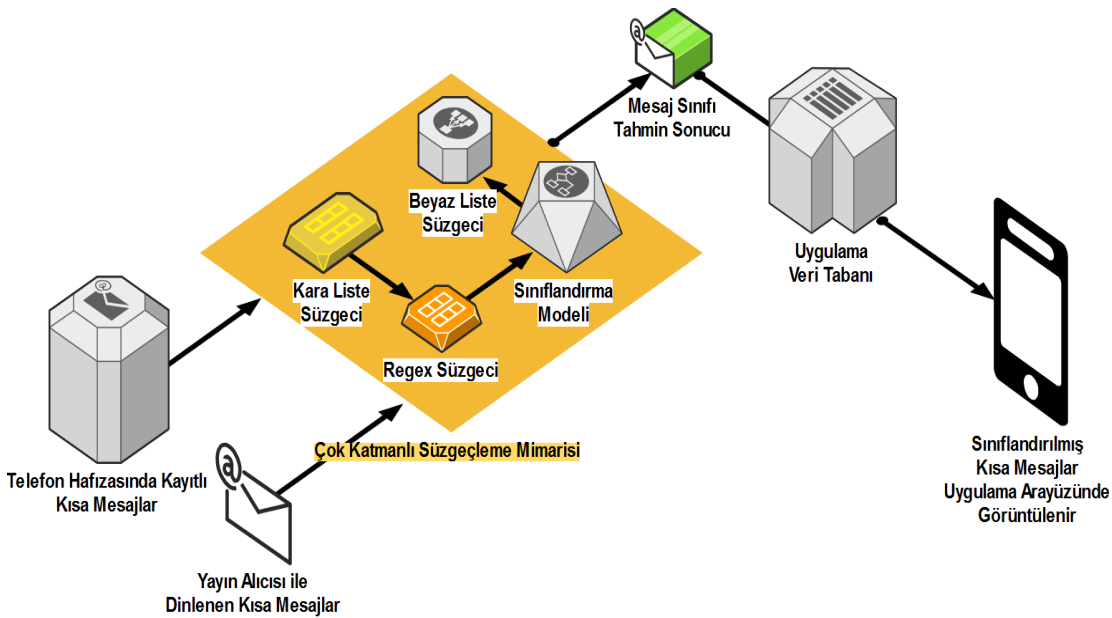 Mesaj Sınıfı
Tahmin Sonucu
Beyaz Liste
Süzgeci
Uygulama
Veri Tabanı
Kara Liste
Süzgeci
Sınıflandırma
Modeli
Regex Süzgeci
Çok Katmanlı Süzgeçleme Mimarisi
Telefon Hafızasında Kayıtlı
Kısa Mesajlar
Sınıflandırılmış
Kısa Mesajlar
Uygulama Arayüzünde
Görüntülenir
Yayın Alıcısı ile
Dinlenen Kısa Mesajlar